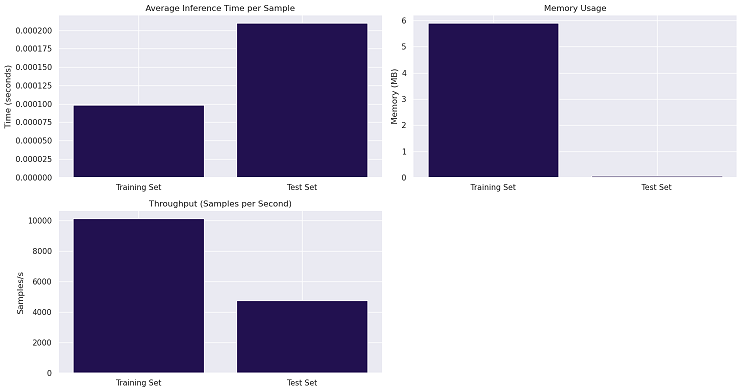 Average Inference Time per Sample
Time (seconds)
0.000200
0.000175
0.000150
0.000125
0.000100
0.000075
0.000050
0.000025
0.000000
Training Set
Test Set
Memory Usage
Memory (MB)
6
5
4
3
2
1
0
Training Set
Test Set
Throughput (Samples per Second)
Samples/s
10000
8000
6000
4000
2000
0
Training Set
Test Set